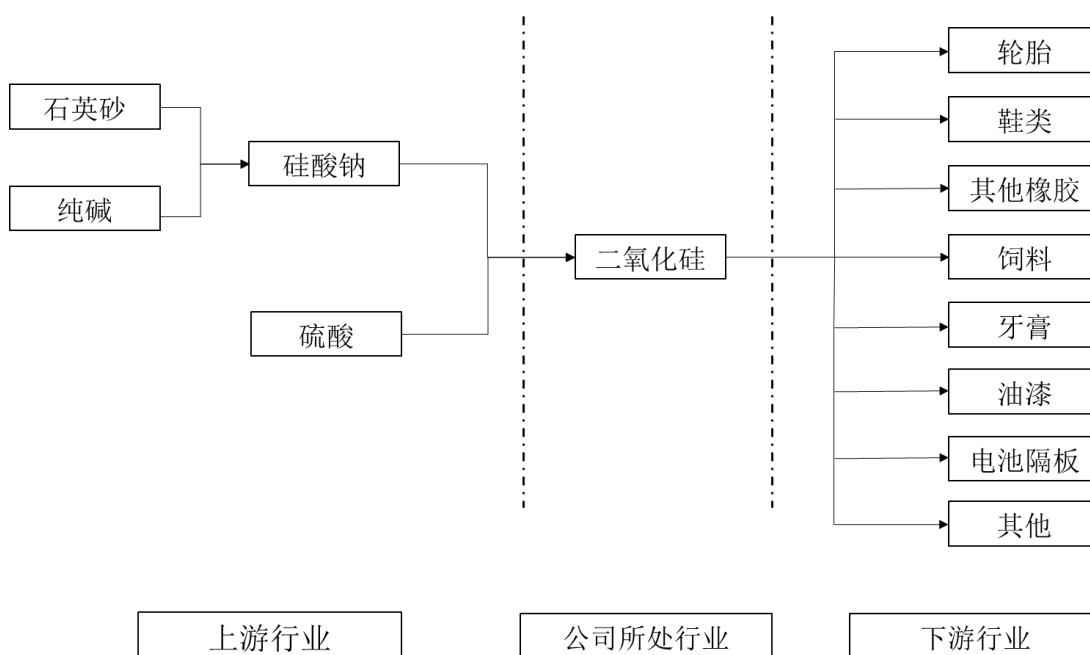 石英砂
纯碱
硅酸钠
硫酸
二氧化硅
轮胎
鞋类
其他橡胶
饲料
牙膏
油漆
电池隔板
其他
上游行业
公司所处行业
下游行业